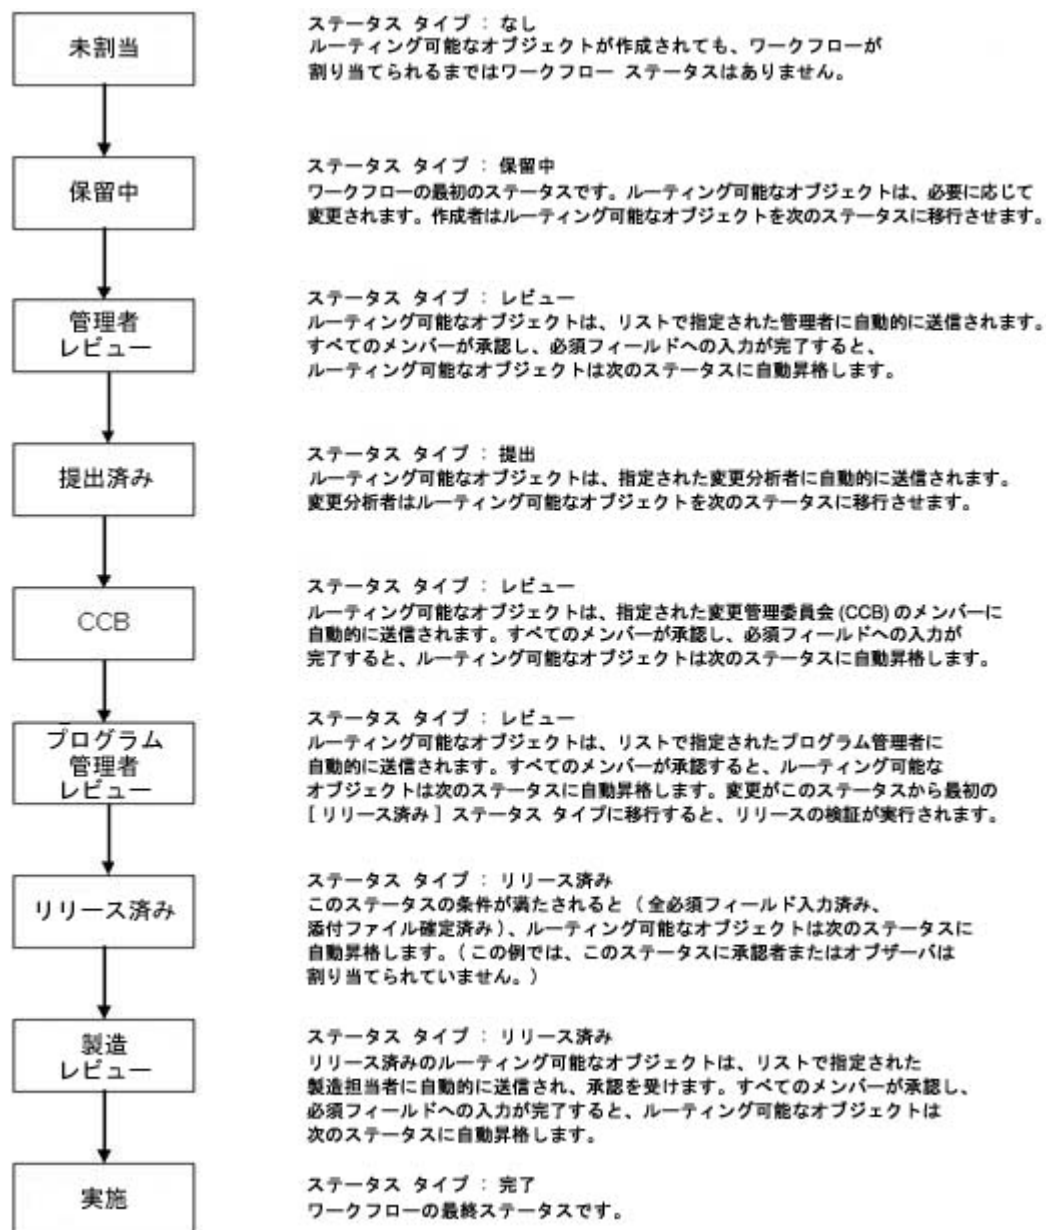 未割当
ステータス タイプ : なし
ルーティング可能なオブジェクトが作成されても、ワークフローが
割り当てられるまではワークフロー ステータスはありません。
保留中
ステータス タイプ : 保留中
ワークフローの最初のステータスです。ルーティング可能なオブジェクトは、必要に応じて
変更されます。作成者はルーティング可能なオブジェクトを次のステータスに移行させます。
管理者
レビュー
ステータス タイプ : レビュー
ルーティング可能なオブジェクトは、リストで指定された管理者に自動的に送信されます。
すべてのメンバーが承認し、必須フィールドへの入力が完了すると、
ルーティング可能なオブジェクトは次のステータスに自動昇格します。
提出済み
ステータス タイプ : 提出
ルーティング可能なオブジェクトは、指定された変更分析者に自動的に送信されます。
変更分析者はルーティング可能なオブジェクトを次のステータスに移行させます。
CCB
ステータス タイプ : レビュー
ルーティング可能なオブジェクトは、指定された変更管理委員会 (CCB) のメンバーに
自動的に送信されます。すべてのメンバーが承認し、必須フィールドへの入力が
完了すると、ルーティング可能なオブジェクトは次のステータスに自動昇格します。
プログラム
管理者
レビュー
ステータス タイプ : レビュー
ルーティング可能なオブジェクトは、リストで指定されたプログラム管理者に
自動的に送信されます。すべてのメンバーが承認すると、ルーティング可能な
オブジェクトは次のステータスに自動昇格します。変更がこのステータスから最初の
[ リリース済み ] ステータス タイプに移行すると、リリースの検証が実行されます。
リリース済み
ステータス タイプ : リリース済み
このステータスの条件が満たされると ( 全必須フィールド入力済み、
添付ファイル確定済み )、ルーティング可能なオブジェクトは次のステータスに
自動昇格します。( この例では、このステータスに承認者またはオブザーバは
割り当てられていません。)
製造
レビュー
ステータス タイプ : リリース済み
リリース済みのルーティング可能なオブジェクトは、リストで指定された
製造担当者に自動的に送信され、承認を受けます。すべてのメンバーが承認し、
必須フィールドへの入力が完了すると、ルーティング可能なオブジェクトは
次のステータスに自動昇格します。
実施
ステータス タイプ : 完了
ワークフローの最終ステータスです。